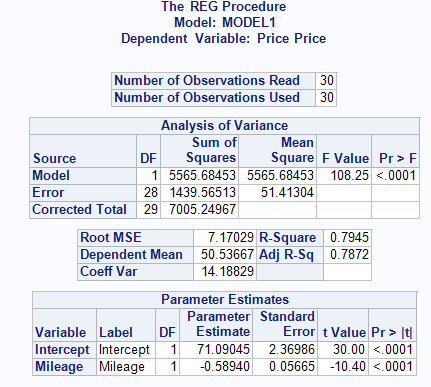 The REG Procedure
Model: MODEL1
Dependent Variable: Price Price
Number of Observations Read 30
Number of Observations Used 30
Analysis of Variance
Source DF Sum of Squares Mean Square F Value Pr > F
Model 1 5565.68453 5565.68453 108.25 <.0001
Error 28 1439.56513 51.41304
Corrected Total 29 7005.24967
Root MSE 7.17029 R-Square 0.7945
Dependent Mean 50.53667 Adj R-Sq 0.7872
Coeff Var 14.18829
Parameter Estimates
Variable Label DF Parameter Estimate Standard Error t Value Pr > |t|
Intercept Intercept 1 71.09045 2.36986 30.00 <.0001
Mileage Mileage 1 -0.58940 0.05665 -10.40 <.0001